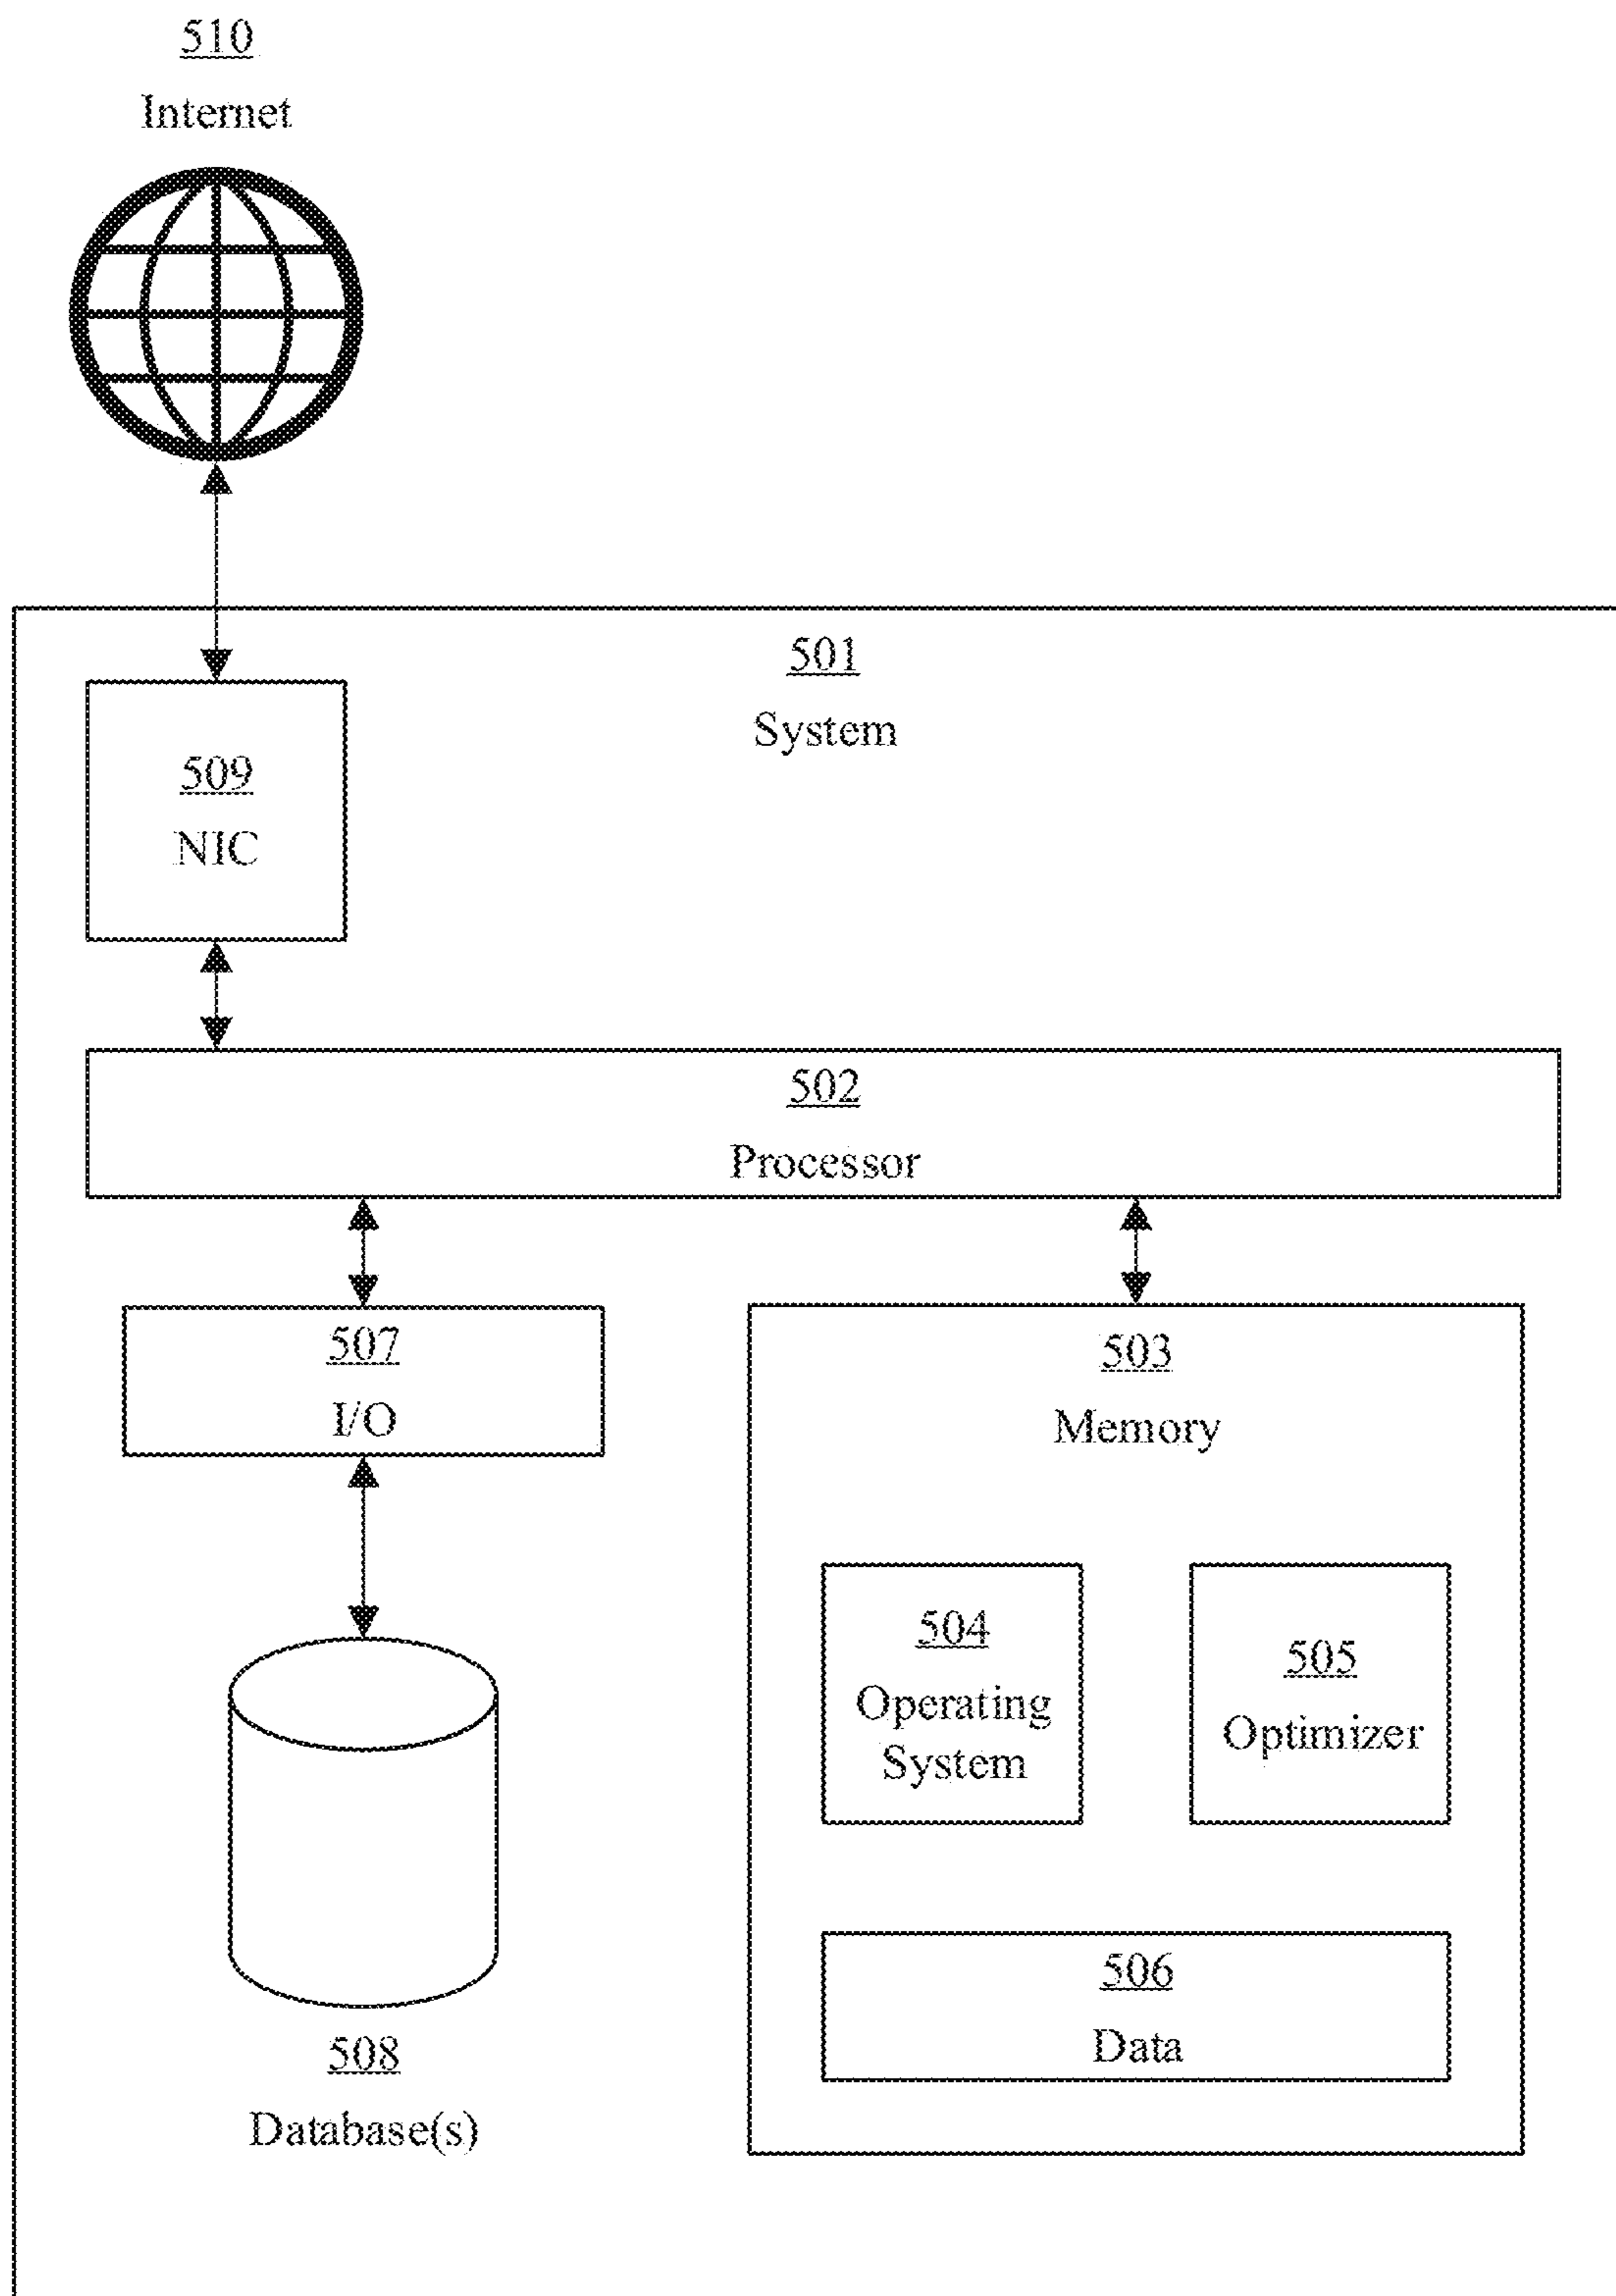 510
Internet
501
System
509
NIC
502
Processor
507
I/O
503
Memory
504
Operating
System
505
Optimizer
506
Data
508
Database(s)